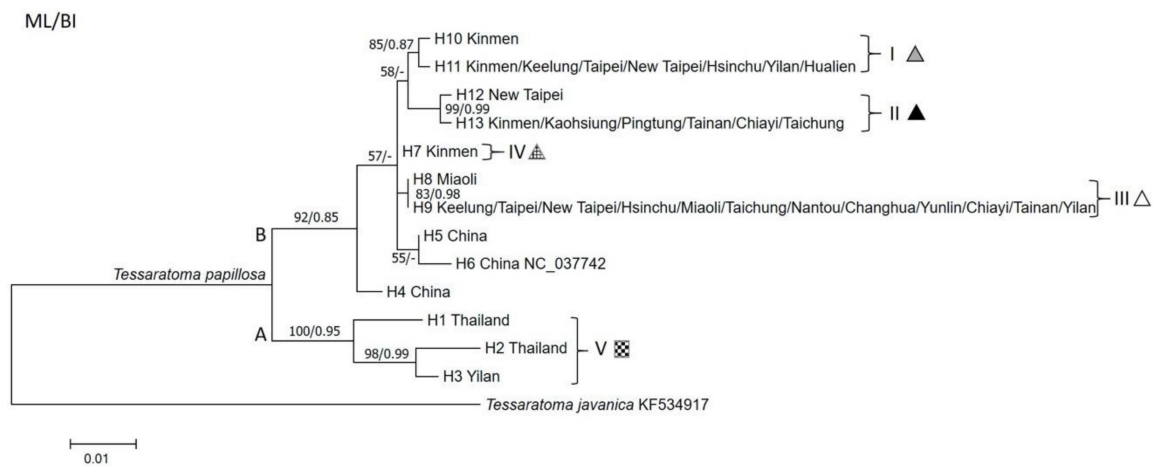 ML/BI
85/0.87
H10 Kinmen
H11 Kinmen/Keelung/Taipei/New Taipei/Hsinchu/Yilan/Hualien
I
58/-
H12 New Taipei
99/0.99
H13 Kinmen/Kaohsiung/Pingtung/Tainan/Chiayi/Taichung
II
57/-
H7 Kinmen
IV
H8 Miaoli
83/0.98
H9 Keelung/Taipei/New Taipei/Hsinchu/Miaoli/Taichung/Nantou/Changhua/Yunlin/Chiayi/Tainan/Yilan
III
92/0.85
B
H5 China
55/-
H6 China NC_037742
Tessaratoma papillosa
H4 China
A
100/0.95
H1 Thailand
98/0.99
H2 Thailand
V
H3 Yilan
Tessaratoma javanica KF534917
0.01